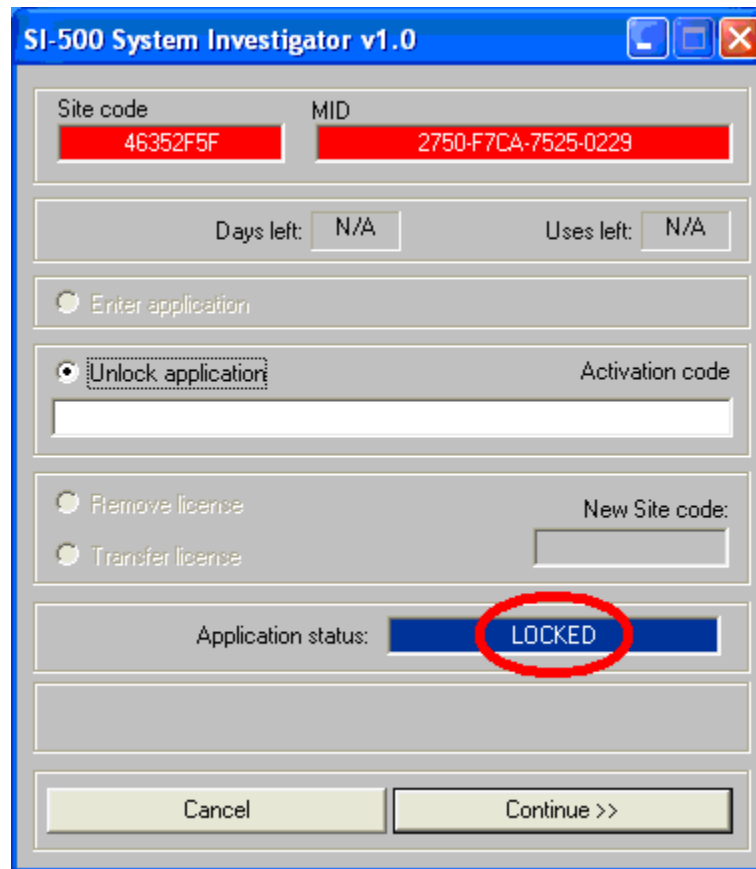 SI-500 System Investigator v1.0
Site code MID
46352F5F 2750-F7CA-7525-0229
Days left: N/A Uses left: N/A
Enter application
Unlock application Activation code
Remove license New Site code:
Transfer license
Application status: LOCKED
Cancel Continue >>